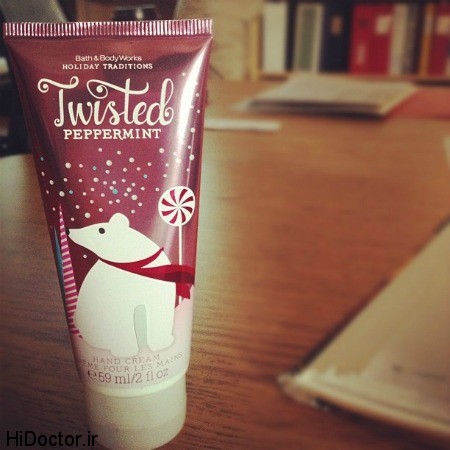 Bath & Body Works
HOLIDAY TRADITIONS
Twisted
PEPPERMINT
HAND CREAM
CRÈME POUR LES MAINS
e 59 ml/2 fl oz
HiDoctor.ir